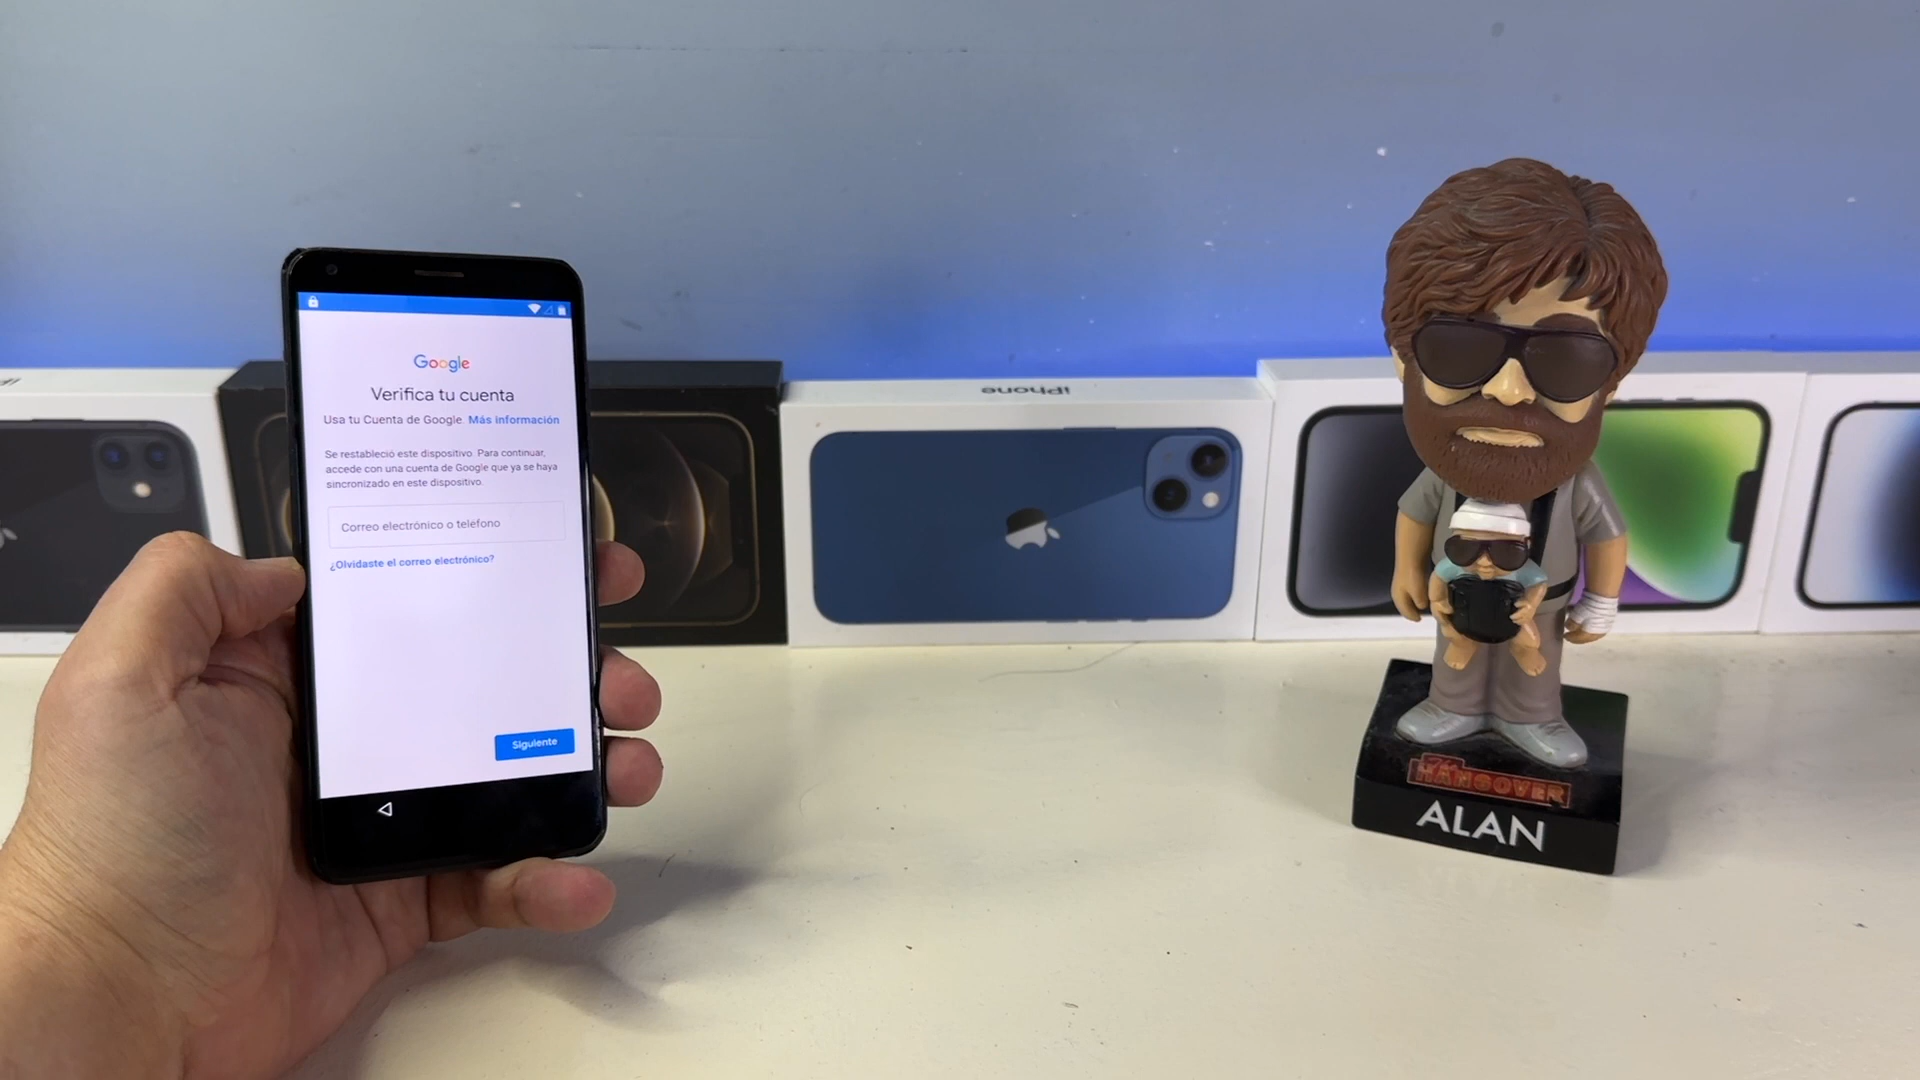 Google
Verifica tu cuenta
Usa tu Cuenta de Google. Más información
Se restableció este dispositivo. Para continuar,
accede con una cuenta de Google que ya se haya
sincronizado en este dispositivo.
Correo electrónico o teléfono
¿Olvidaste el correo electrónico?
Siguiente
iPhone
HANGOVER
ALAN